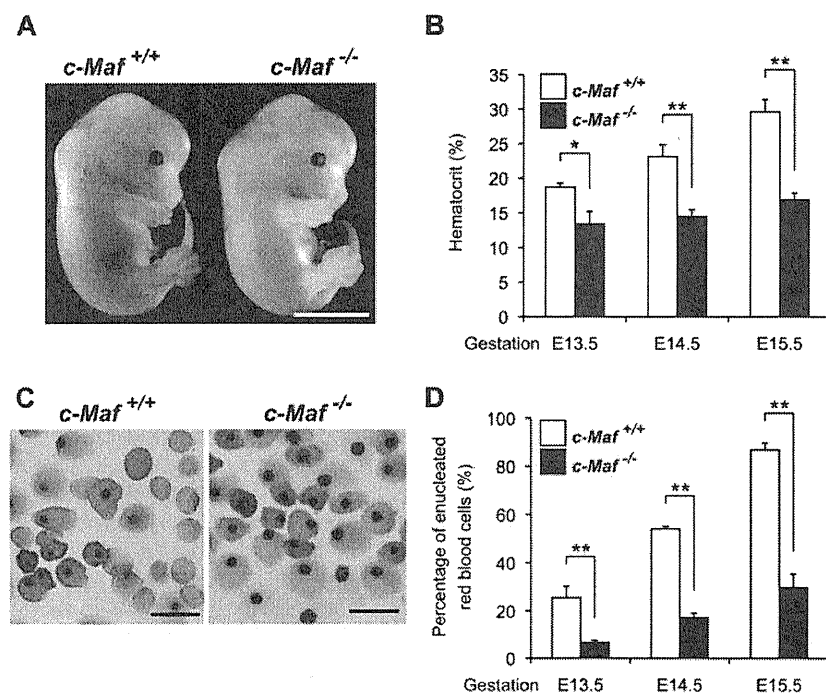 A
c-Maf +/+
c-Maf -/-
B
Hematocrit (%)
35
30
25
20
15
10
5
0
c-Maf +/+
c-Maf -/-
*
**
**
Gestation E13.5 E14.5 E15.5
C
c-Maf +/+
c-Maf -/-
D
Percentage of enucleated
red blood cells (%)
100
80
60
40
20
0
c-Maf +/+
c-Maf -/-
**
**
**
Gestation E13.5 E14.5 E15.5